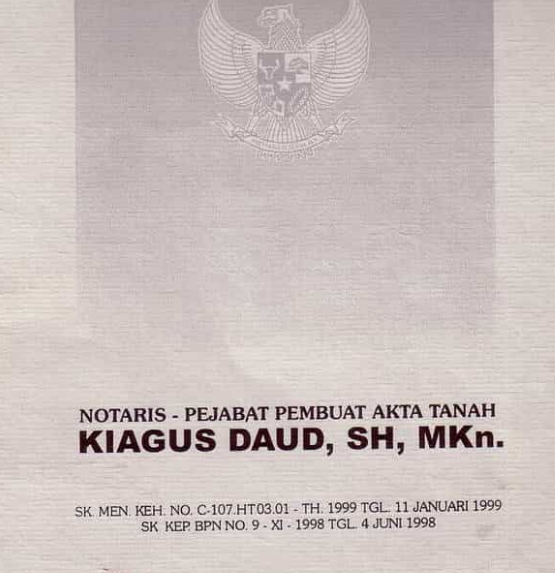 NOTARIS - PEJABAT PEMBUAT AKTA TANAH
KIAGUS DAUD, SH, MKn.
SK. MEN. KEH. NO. C-107.HT03.01 - TH. 1999 TGL. 11 JANUARI 1999
SK. KEP. BPN NO. 9 - XI - 1998 TGL. 4 JUNI 1998